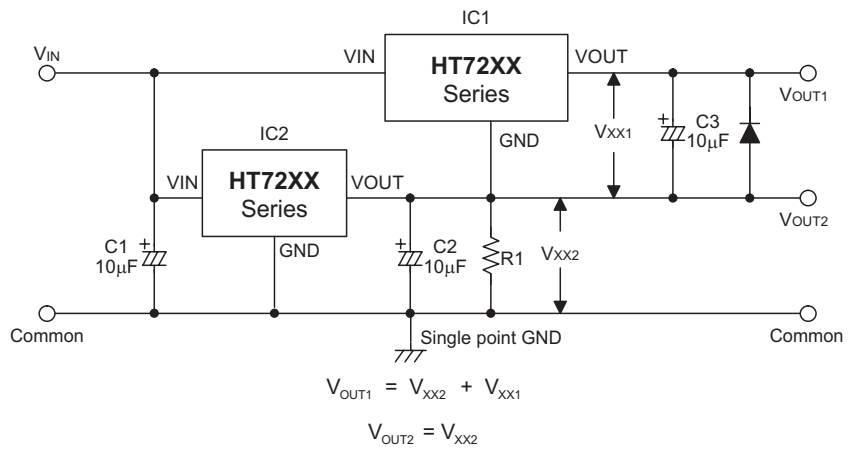 IC1
VIN
VIN
HT72XX
Series
VOUT
VOUT1
GND
VXX1
C3
10μF
+
IC2
VIN
HT72XX
Series
VOUT
VOUT2
GND
C1
10μF
+
C2
10μF
+
R1
VXX2
Common
Single point GND
Common
VOUT1 = VXX2 + VXX1
VOUT2 = VXX2